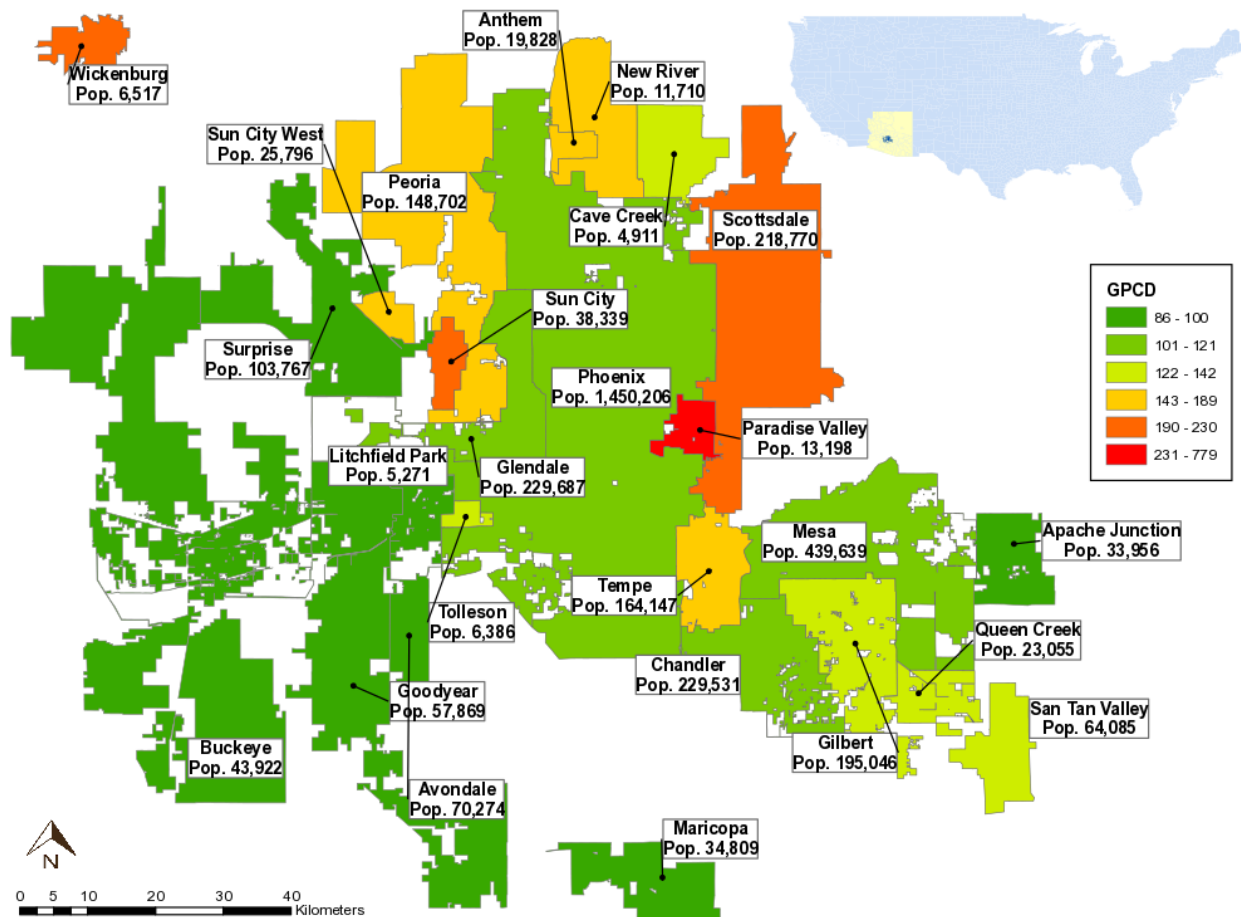 Anthem
Pop. 19,828
Wickenburg
Pop. 6,517
New River
Pop. 11,710
Sun City West
Pop. 25,796
Peoria
Pop. 148,702
Cave Creek
Pop. 4,911
Scottsdale
Pop. 218,770
Sun City
Pop. 38,339
Surprise
Pop. 103,767
Phoenix
Pop. 1,450,206
Paradise Valley
Pop. 13,198
Litchfield Park
Pop. 5,271
Glendale
Pop. 229,687
Mesa
Pop. 439,639
Apache Junction
Pop. 33,956
Tempe
Pop. 164,147
Tolleson
Pop. 6,386
Queen Creek
Pop. 23,055
Chandler
Pop. 229,531
Goodyear
Pop. 57,869
San Tan Valley
Pop. 64,085
Gilbert
Pop. 195,046
Buckeye
Pop. 43,922
Avondale
Pop. 70,274
Maricopa
Pop. 34,809
GPCD
86 - 100
101 - 121
122 - 142
143 - 189
190 - 230
231 - 779
N
0 5 10 20 30 40
Kilometers